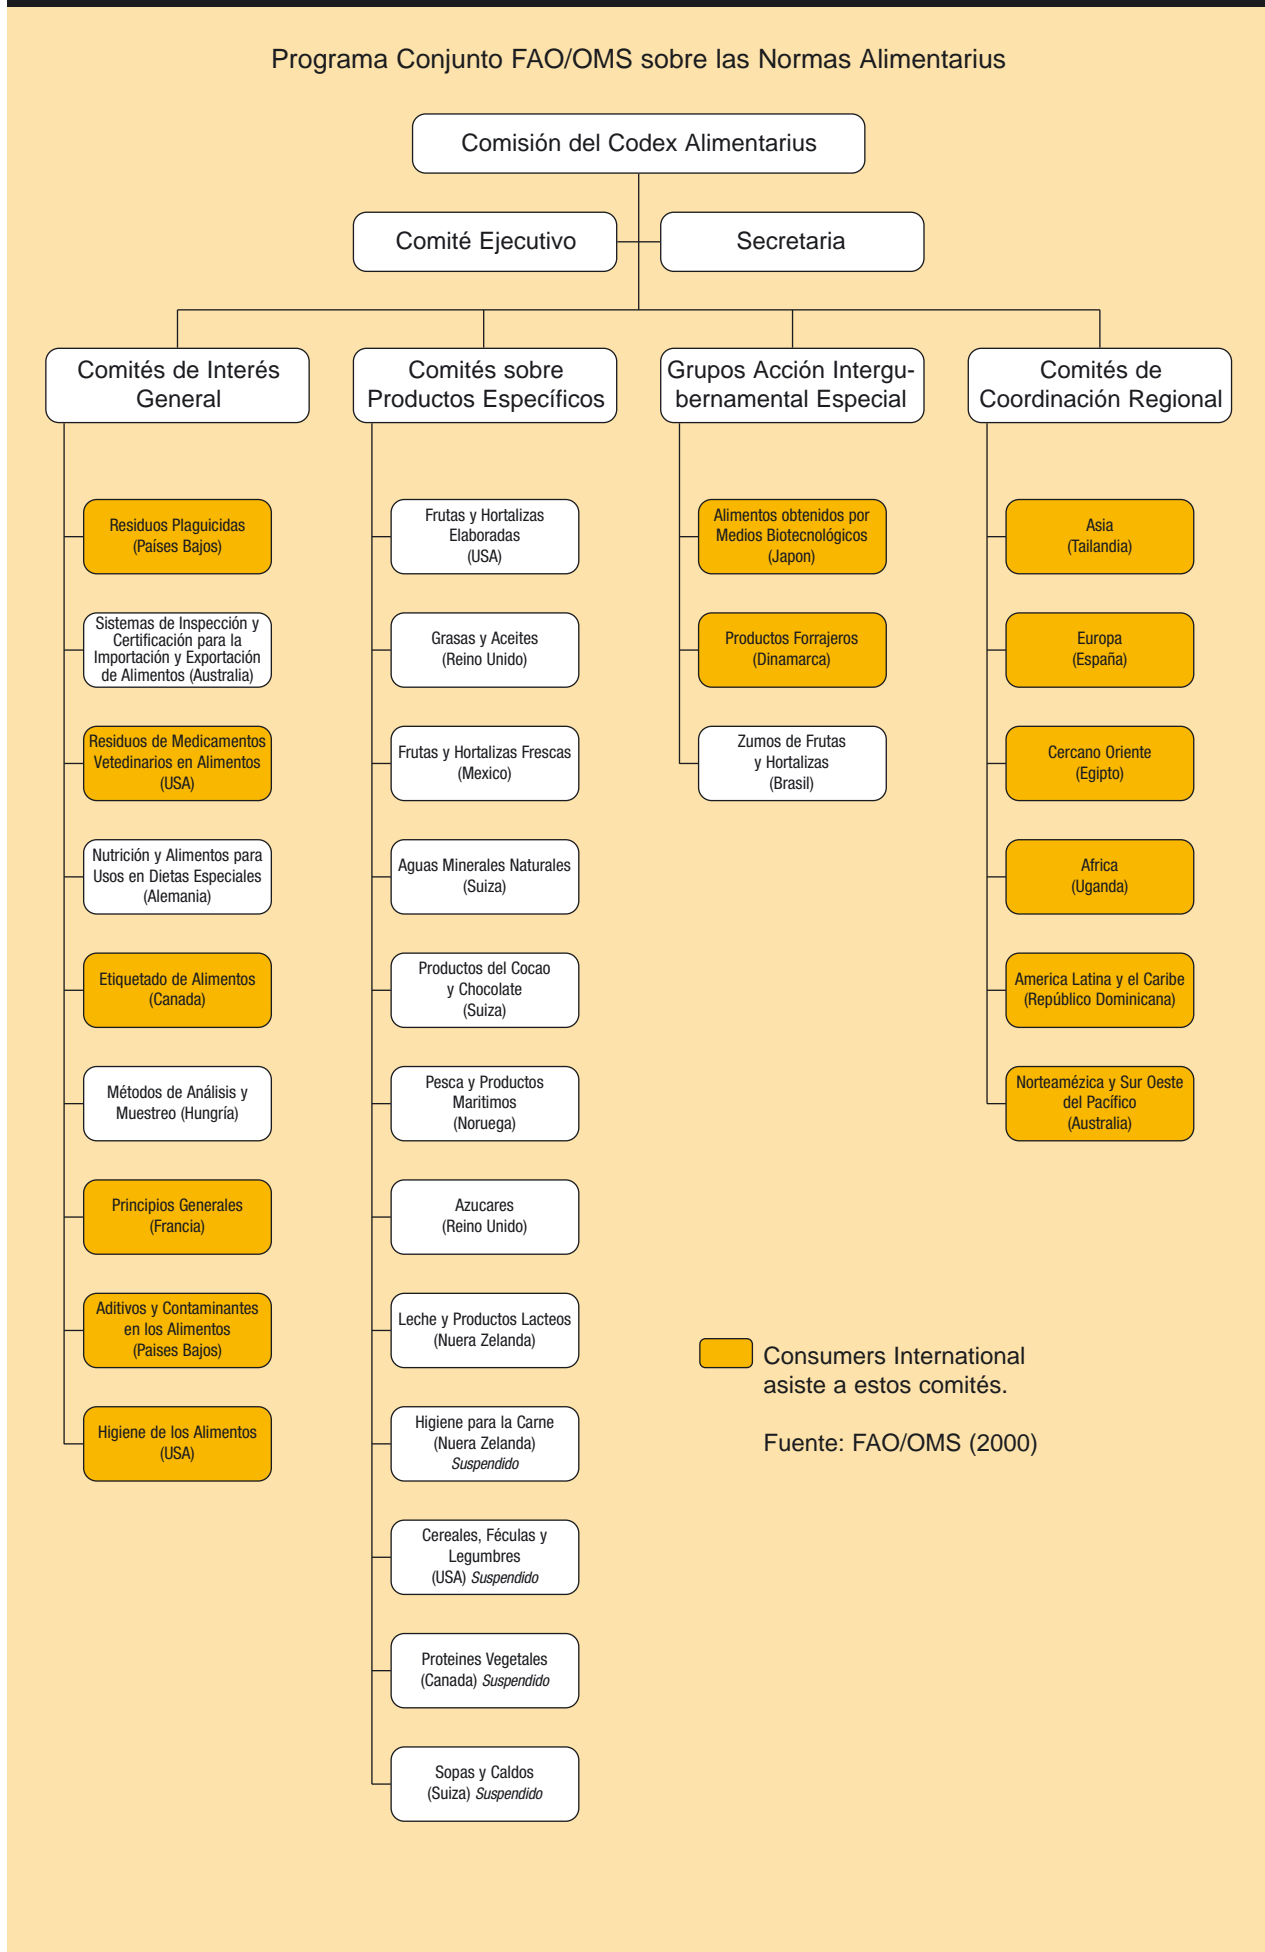 Programa Conjunto FAO/OMS sobre las Normas Alimentarius
Comisión del Codex Alimentarius
Comité Ejecutivo
Secretaria
Comités de Interés
General
Comités sobre
Productos Específicos
Grupos Acción Intergu-
bernamental Especial
Comités de
Coordinación Regional
Residuos Plaguicidas
(Países Bajos)
Sistemas de Inspección y
Certificación para la
Importación y Exportación
de Alimentos (Australia)
Residuos de Medicamentos
Vetedinarios en Alimentos
(USA)
Nutrición y Alimentos para
Usos en Dietas Especiales
(Alemania)
Etiquetado de Alimentos
(Canada)
Métodos de Análisis y
Muestreo (Hungría)
Principios Generales
(Francia)
Aditivos y Contaminantes
en los Alimentos
(Paises Bajos)
Higiene de los Alimentos
(USA)
Frutas y Hortalizas
Elaboradas
(USA)
Grasas y Aceites
(Reino Unido)
Frutas y Hortalizas Frescas
(Mexico)
Aguas Minerales Naturales
(Suiza)
Productos del Cocao
y Chocolate
(Suiza)
Pesca y Productos
Maritimos
(Noruega)
Azucares
(Reino Unido)
Leche y Productos Lacteos
(Nuera Zelanda)
Higiene para la Carne
(Nuera Zelanda)
Suspendido
Cereales, Féculas y
Legumbres
(USA) Suspendido
Proteines Vegetales
(Canada) Suspendido
Sopas y Caldos
(Suiza) Suspendido
Alimentos obtenidos por
Medios Biotecnológicos
(Japon)
Productos Forrajeros
(Dinamarca)
Zumos de Frutas
y Hortalizas
(Brasil)
Asia
(Tailandia)
Europa
(España)
Cercano Oriente
(Egipto)
Africa
(Uganda)
America Latina y el Caribe
(Repúblico Dominicana)
Norteamézica y Sur Oeste
del Pacífico
(Australia)
Consumers International
asiste a estos comités.
Fuente: FAO/OMS (2000)